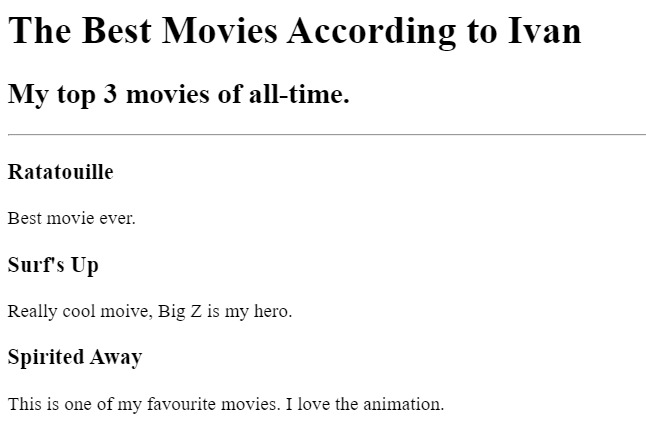 The Best Movies According to Ivan
My top 3 movies of all-time.
Ratatouille
Best movie ever.
Surf's Up
Really cool moive, Big Z is my hero.
Spirited Away
This is one of my favourite movies. I love the animation.